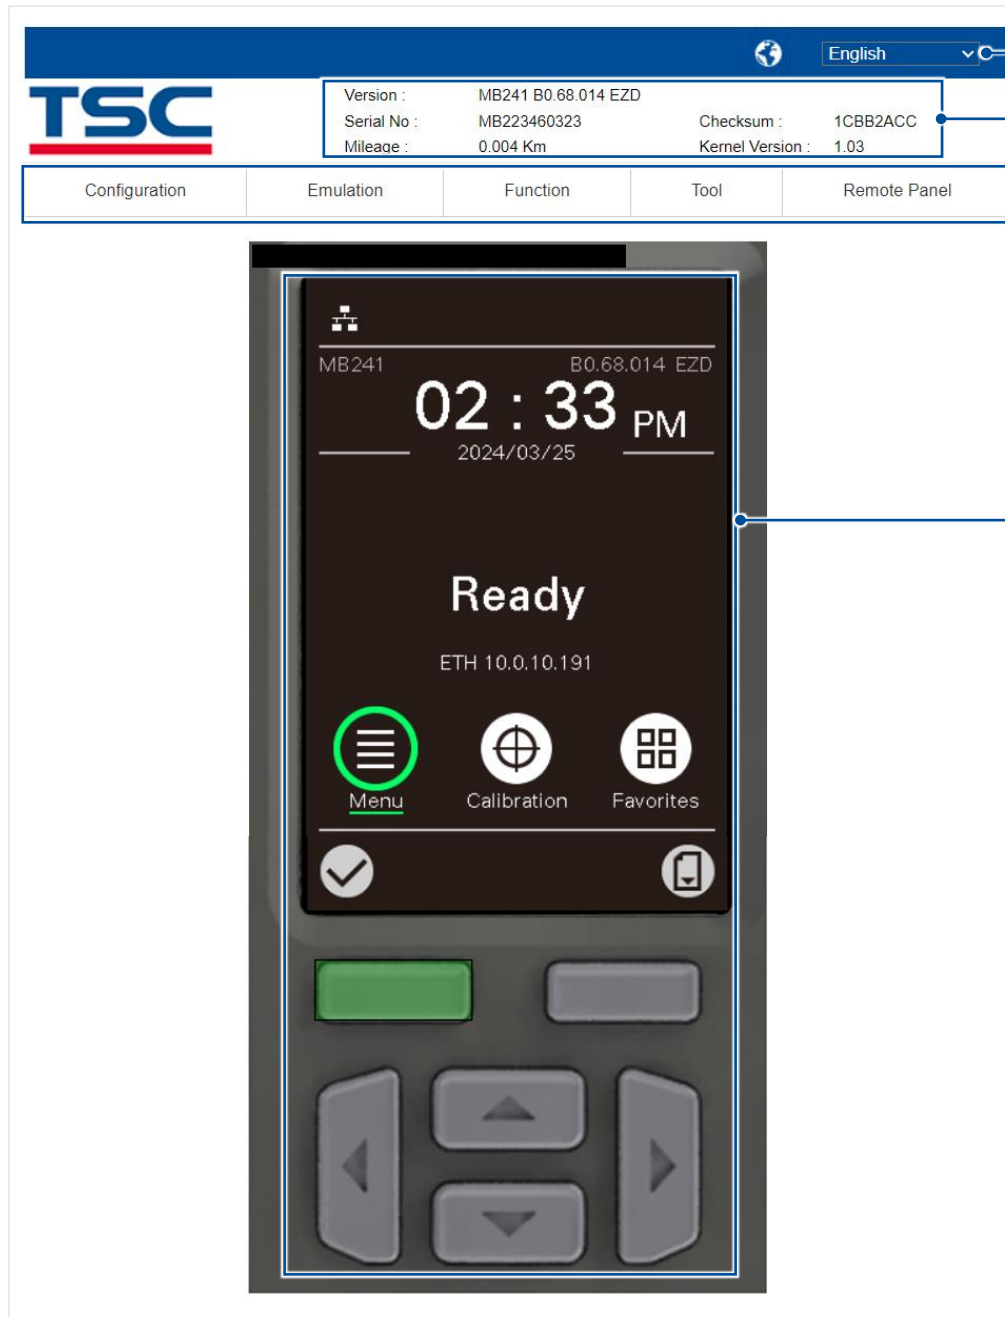 English
TSC
Version : MB241 B0.68.014 EZD
Serial No : MB223460323 Checksum : 1CBB2ACC
Mileage : 0.004 Km Kernel Version : 1.03
Configuration Emulation Function Tool Remote Panel
MB241 B0.68.014 EZD
02 : 33 PM
2024/03/25
Ready
ETH 10.0.10.191
Menu Calibration Favorites